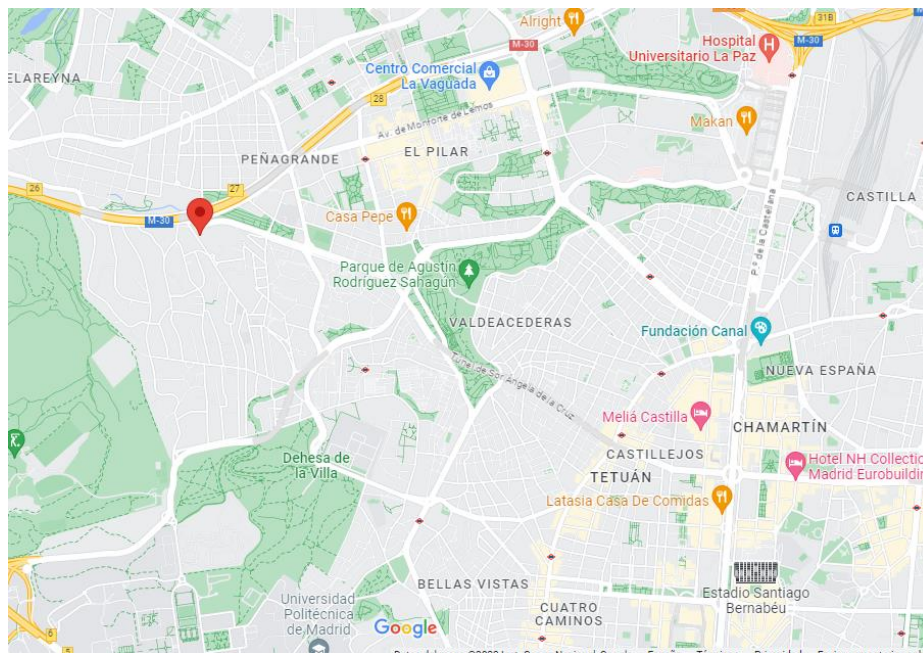 Alright
31B
M-30
Hospital
Universitario La Paz
M-30
ELAREYNA
Centro Comercial
La Vaguada
28
Av. de Monforte de Lemos
Makan
PEÑAGRANDE
EL PILAR
26
27
CASTILLA
M-30
Casa Pepe
P.º de la Castellana
Parque de Agustín
Rodríguez Sahagún
VALDEACEDERAS
Fundación Canal
Túnel de Sor Ángela de la Cruz
NUEVA ESPAÑA
Meliá Castilla
CHAMARTÍN
Dehesa de
la Villa
CASTILLEJOS
Hotel NH Collectio
Madrid Eurobuildin
TETUÁN
Latasia Casa De Comidas
BELLAS VISTAS
Estadio Santiago
Bernabéu
Universidad
Politécnica
de Madrid
CUATRO
CAMINOS
6
5
Google